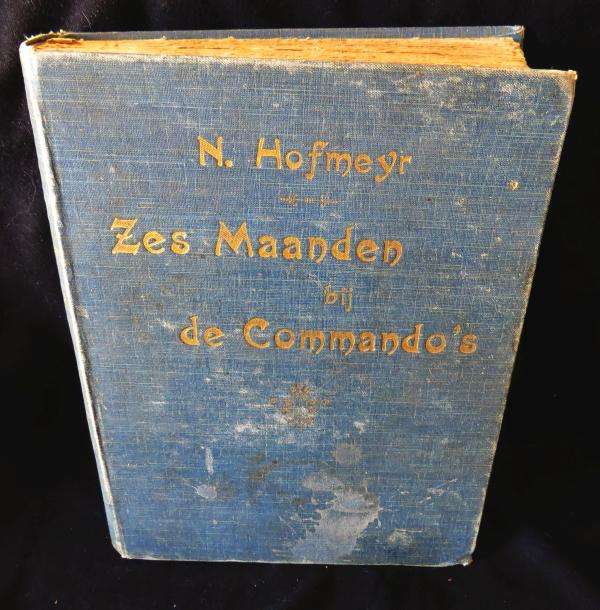 N. Hofmeyr
Zes Maanden
bij
de Commando's